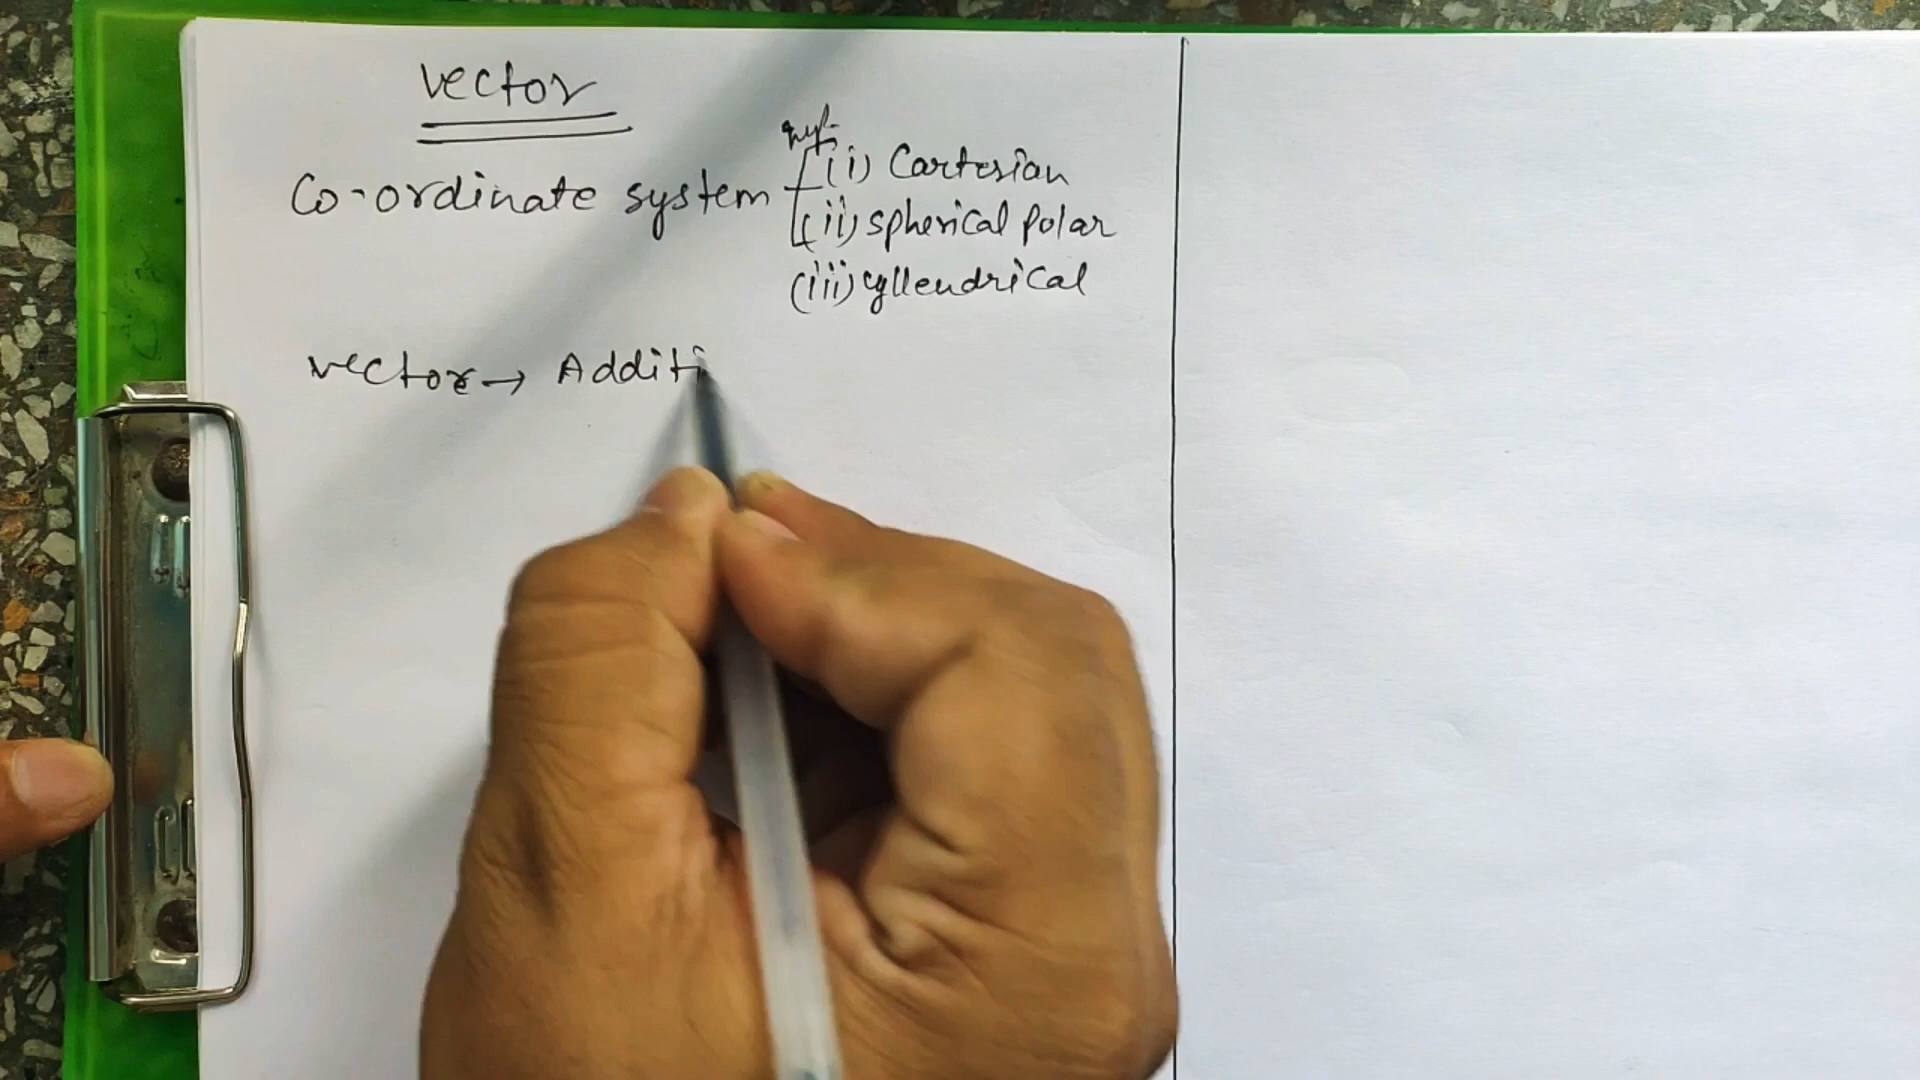 vector
Co-ordinate system
(i) Cartesian
(ii) spherical polar
(iii) cyllendrical
vector → Additi